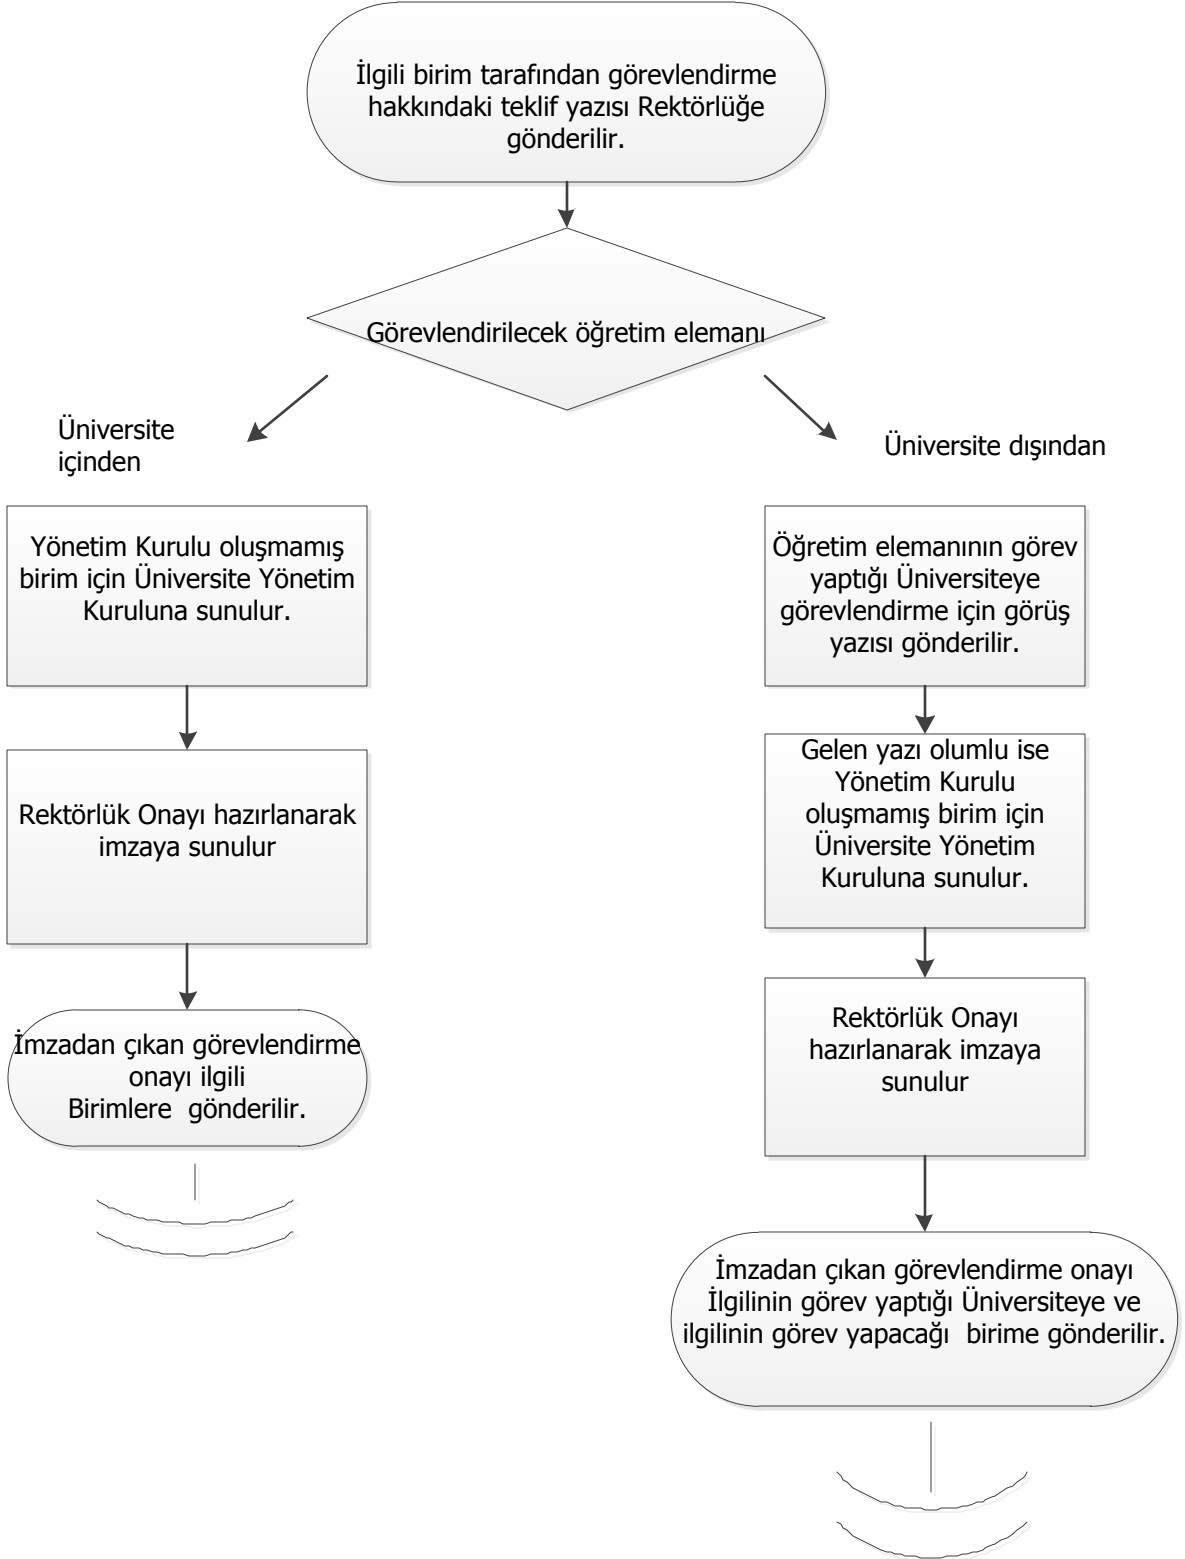 İlgili birim tarafından görevlendirme
hakkındaki teklif yazısı Rektörlüğe
gönderilir.
Görevlendirilecek öğretim elemanı
Üniversite
içinden
Üniversite dışından
Yönetim Kurulu oluşmamış
birim için Üniversite Yönetim
Kuruluna sunulur.
Rektörlük Onayı hazırlanarak
imzaya sunulur
İmzadan çıkan görevlendirme
onayı ilgili
Birimlere  gönderilir.
Öğretim elemanının görev
yaptığı Üniversiteye
görevlendirme için görüş
yazısı gönderilir.
Gelen yazı olumlu ise
Yönetim Kurulu
oluşmamış birim için
Üniversite Yönetim
Kuruluna sunulur.
Rektörlük Onayı
hazırlanarak imzaya
sunulur
İmzadan çıkan görevlendirme onayı
İlgilinin görev yaptığı Üniversiteye ve
ilgilinin görev yapacağı  birime gönderilir.